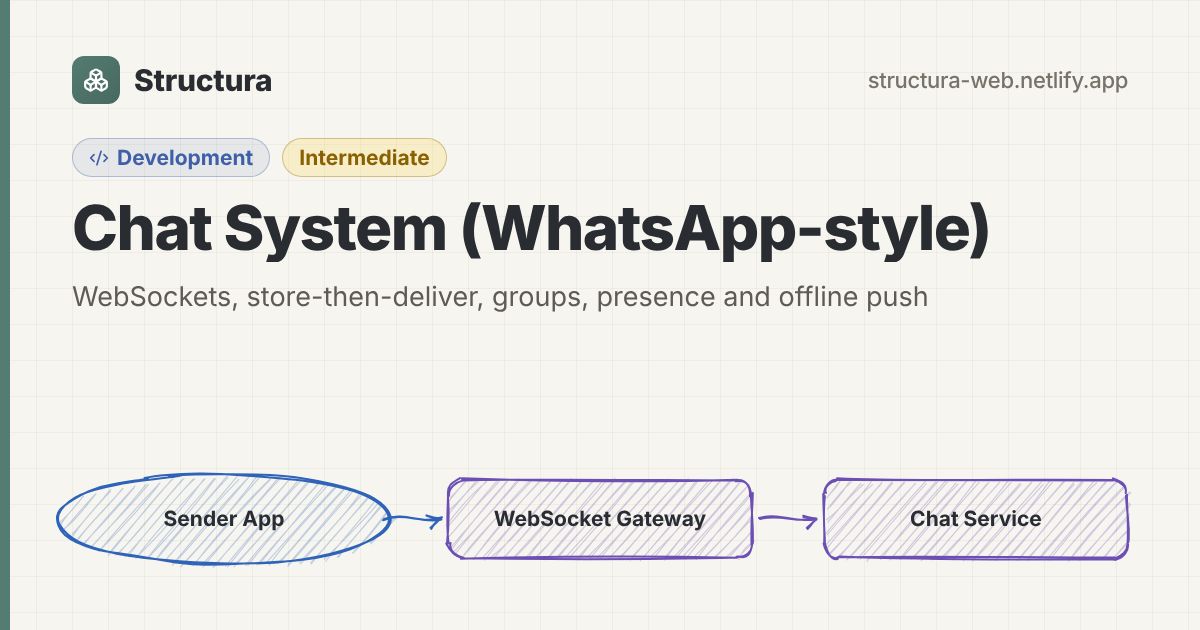 Structura
structura-web.netlify.app
Development
Intermediate
Chat System (WhatsApp-style)
WebSockets, store-then-deliver, groups, presence and offline push
Sender App
WebSocket Gateway
Chat Service